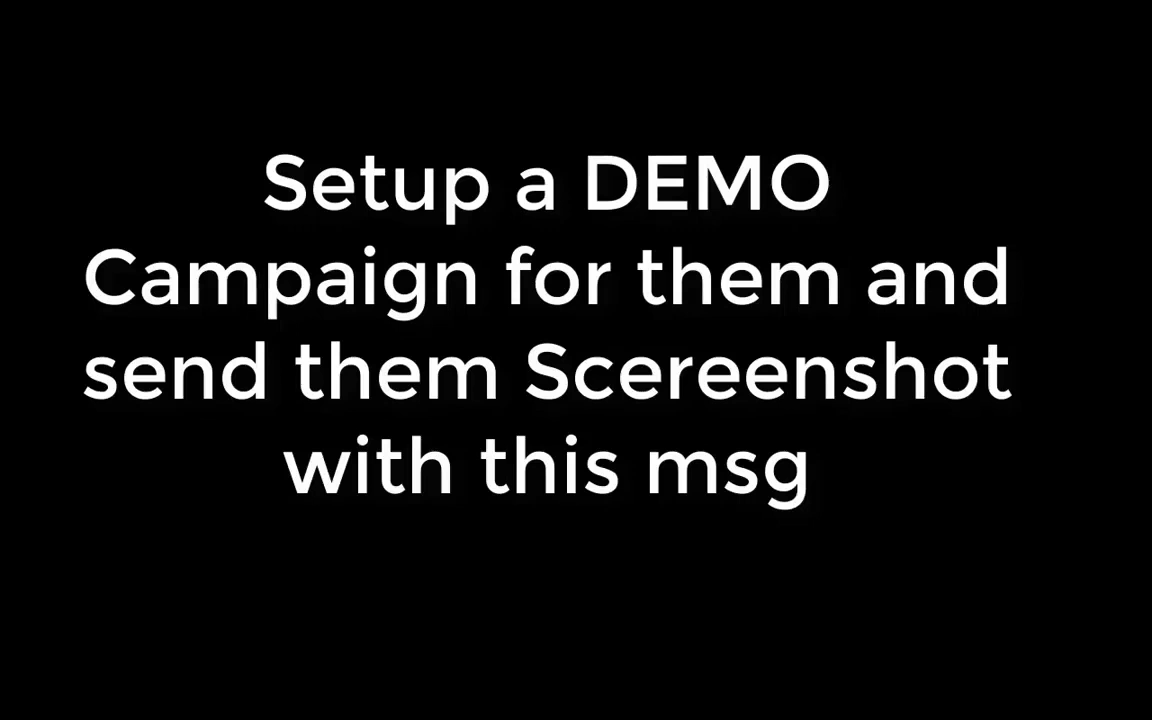 Setup a DEMO
Campaign for them and
send them Scereenshot
with this msg